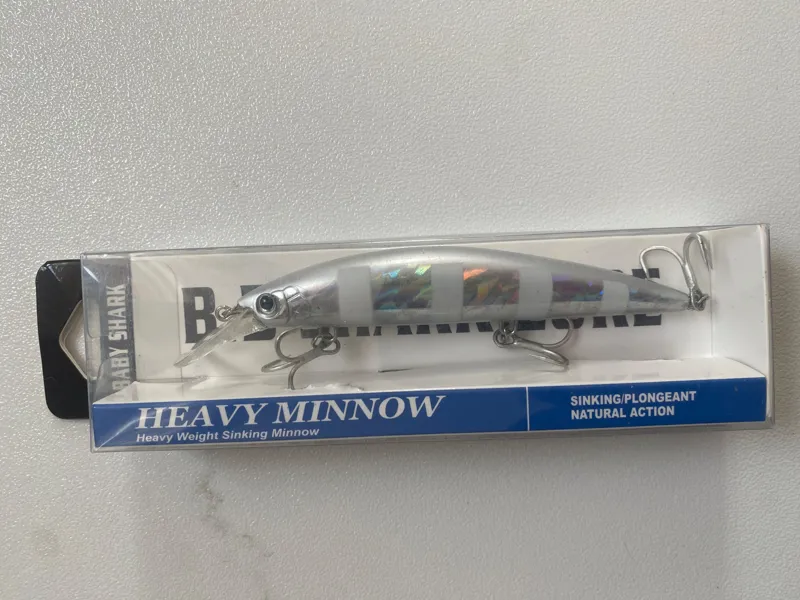 BABY SHARK
HEAVY MINNOW
Heavy Weight Sinking Minnow
SINKING/PLONGEANT
NATURAL ACTION